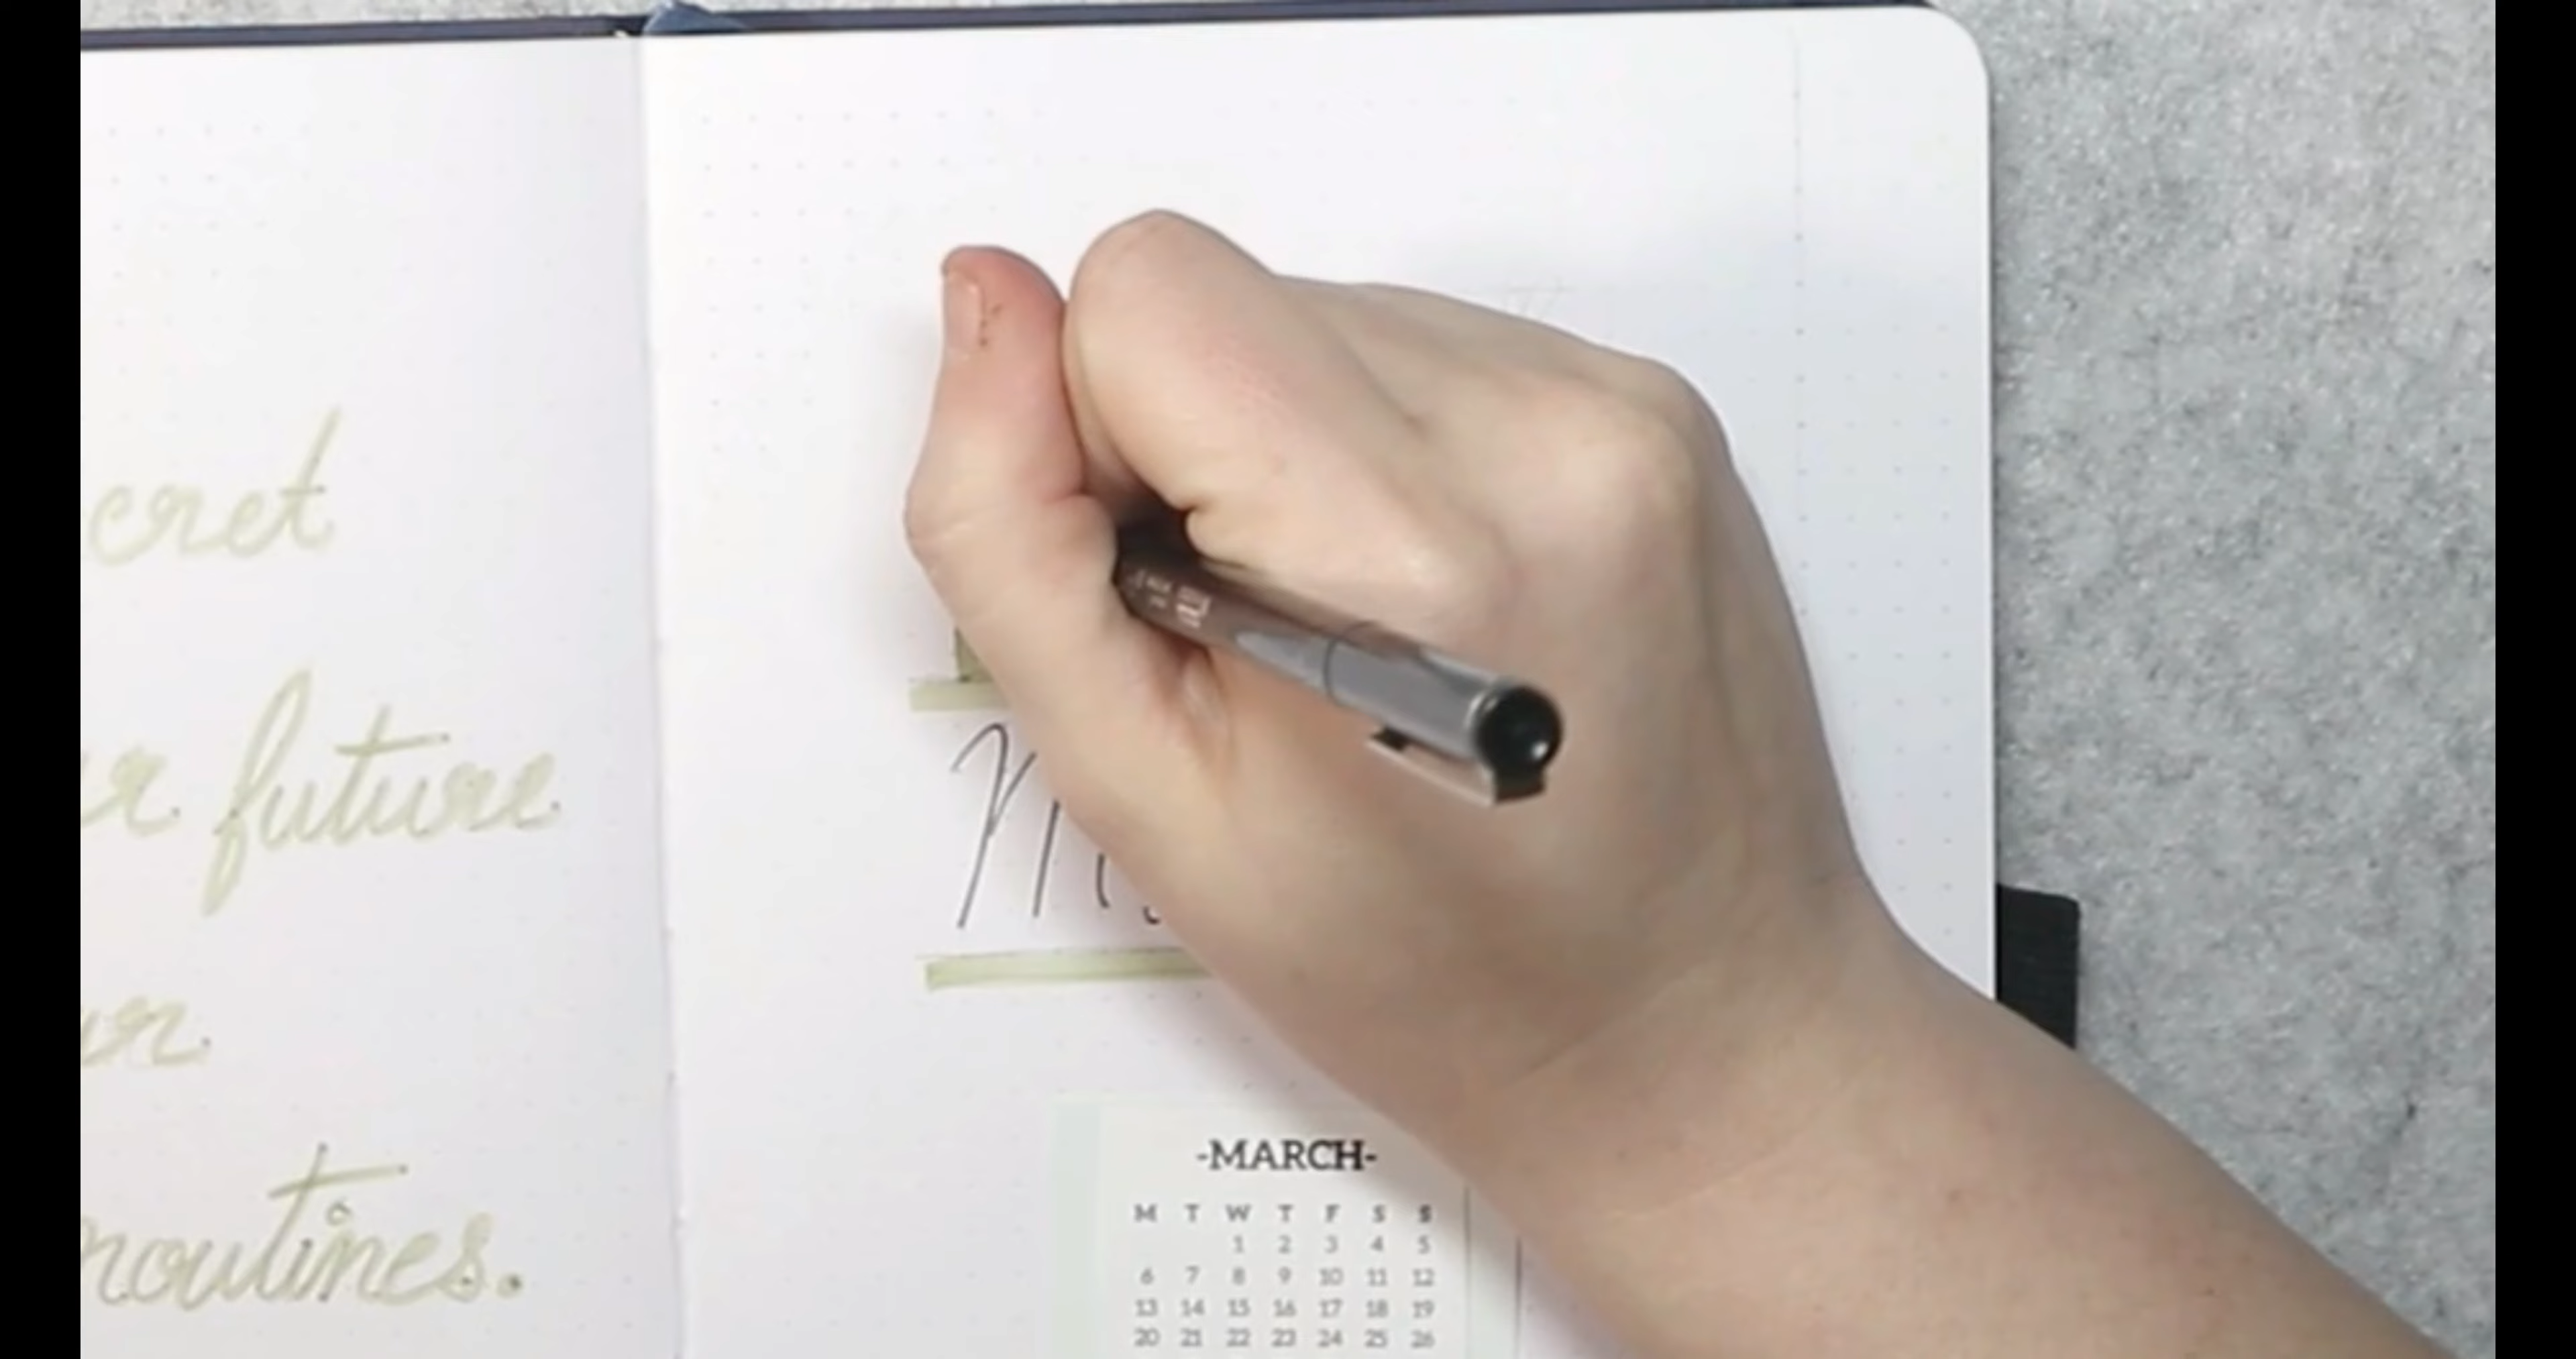 cret
er future
ur
routines.
-MARCH-
M T W T F S S
1 2 3 4 5
6 7 8 9 10 11 12
13 14 15 16 17 18 19
20 21 22 23 24 25 26